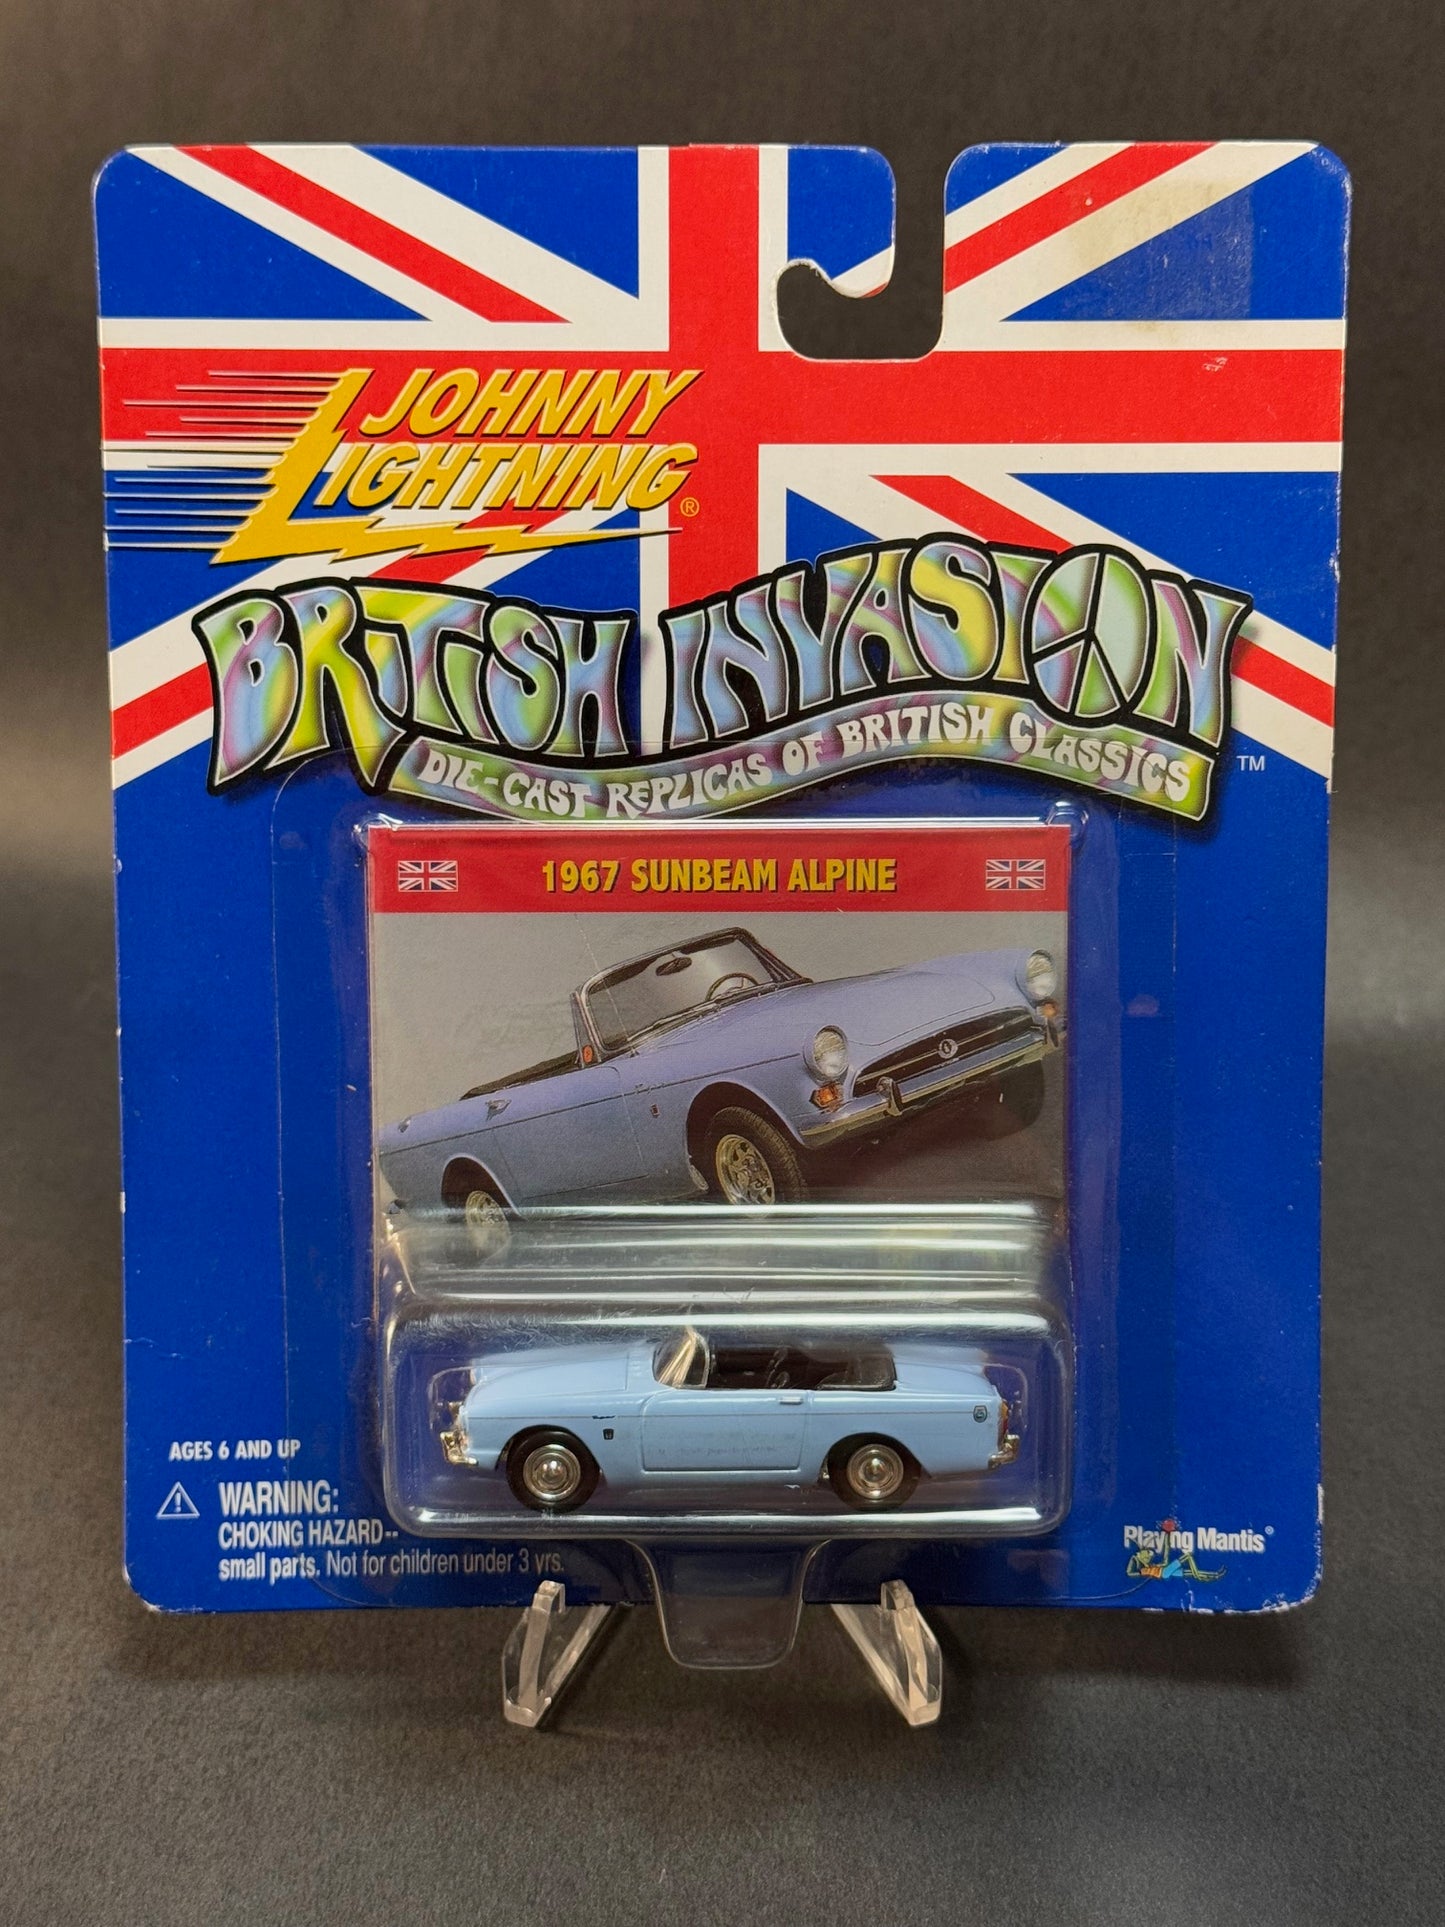 JOHNNY
LIGHTNING®
BRITISH INVASION
DIE-CAST REPLICAS OF BRITISH CLASSICS
TM
1967 SUNBEAM ALPINE
AGES 6 AND UP
WARNING:
CHOKING HAZARD--
small parts. Not for children under 3 yrs.
Playing Mantis®